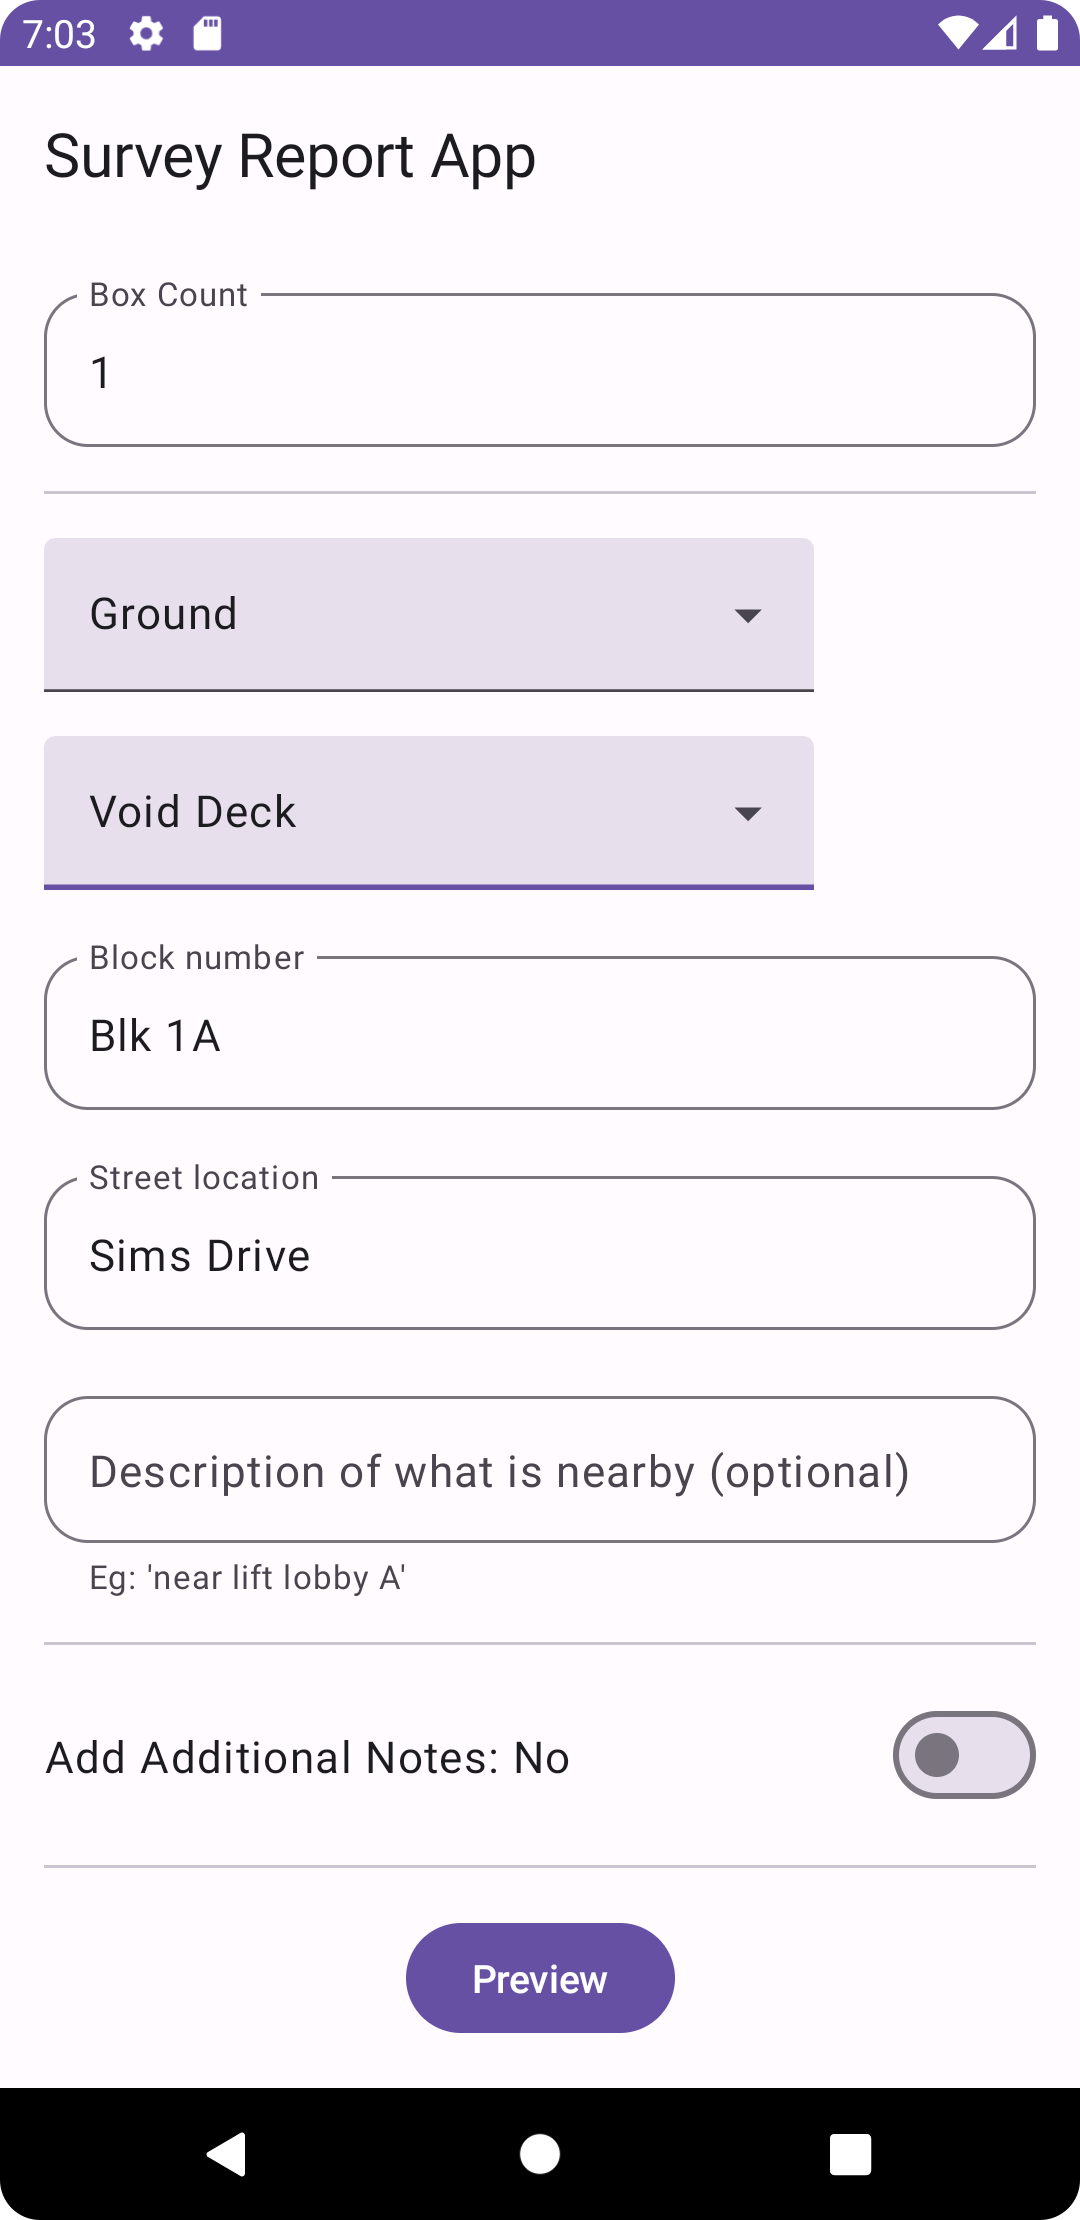 7:03
Survey Report App
Box Count
1
Ground
Void Deck
Block number
Blk 1A
Street location
Sims Drive
Description of what is nearby (optional)
Eg: 'near lift lobby A'
Add Additional Notes: No
Preview